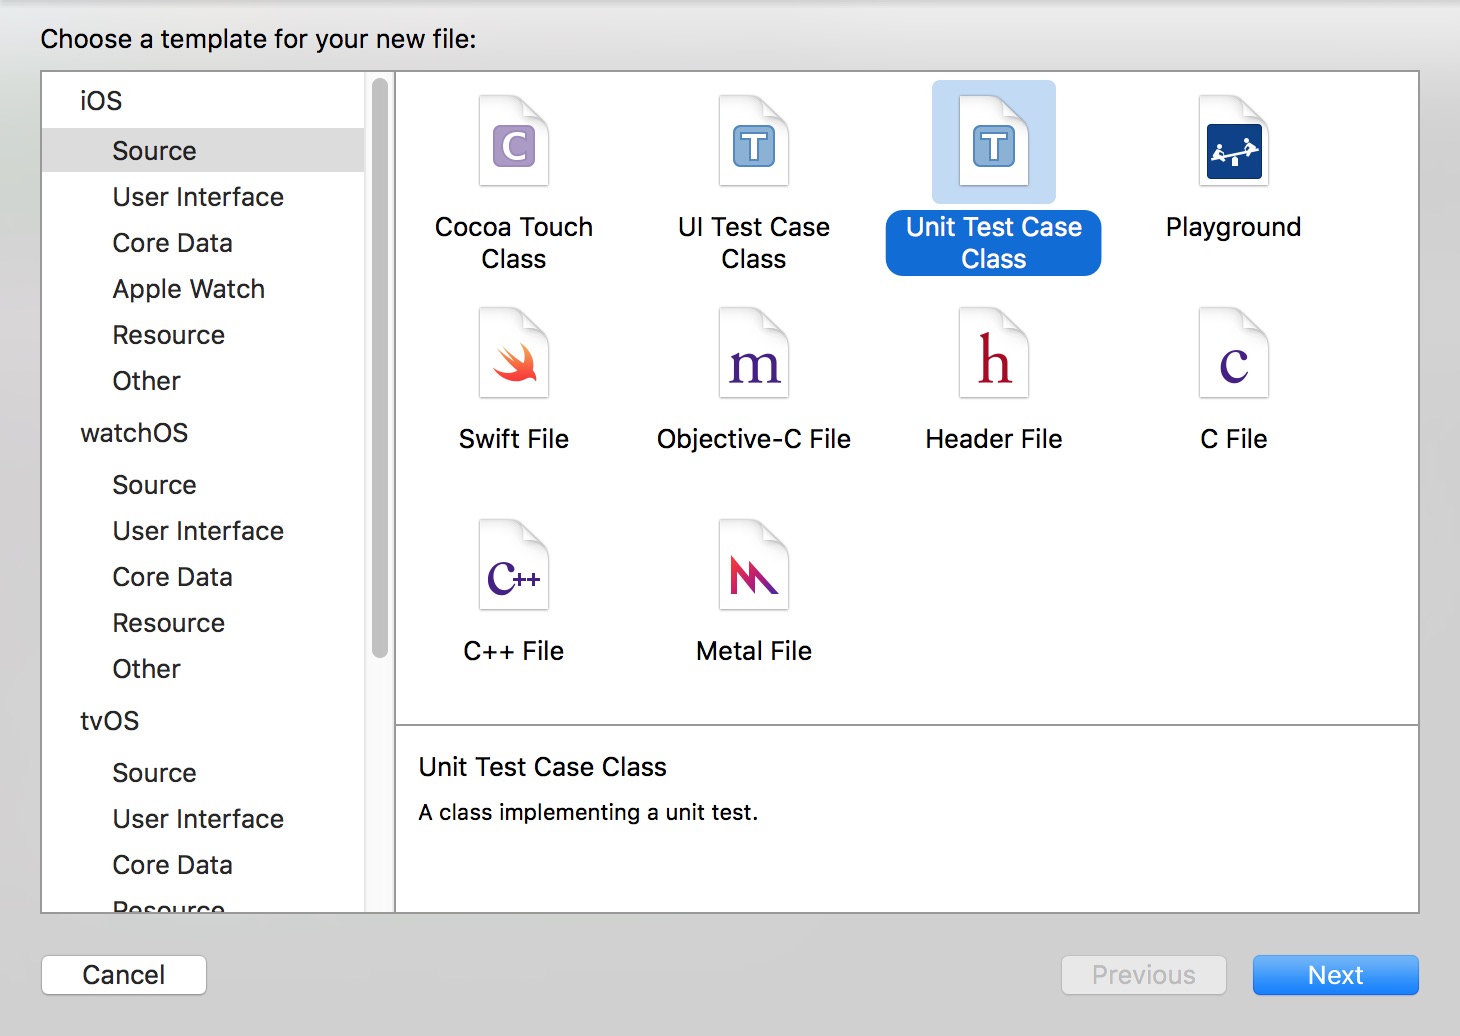 Choose a template for your new file:
iOS
Source
User Interface
Core Data
Apple Watch
Resource
Other
watchOS
Source
User Interface
Core Data
Resource
Other
tvOS
Source
User Interface
Core Data
Resource
C
T
T
Cocoa Touch
Class
UI Test Case
Class
Unit Test Case
Class
Playground
m
h
c
Swift File
Objective-C File
Header File
C File
C++
C++ File
Metal File
Unit Test Case Class
A class implementing a unit test.
Cancel
Previous
Next